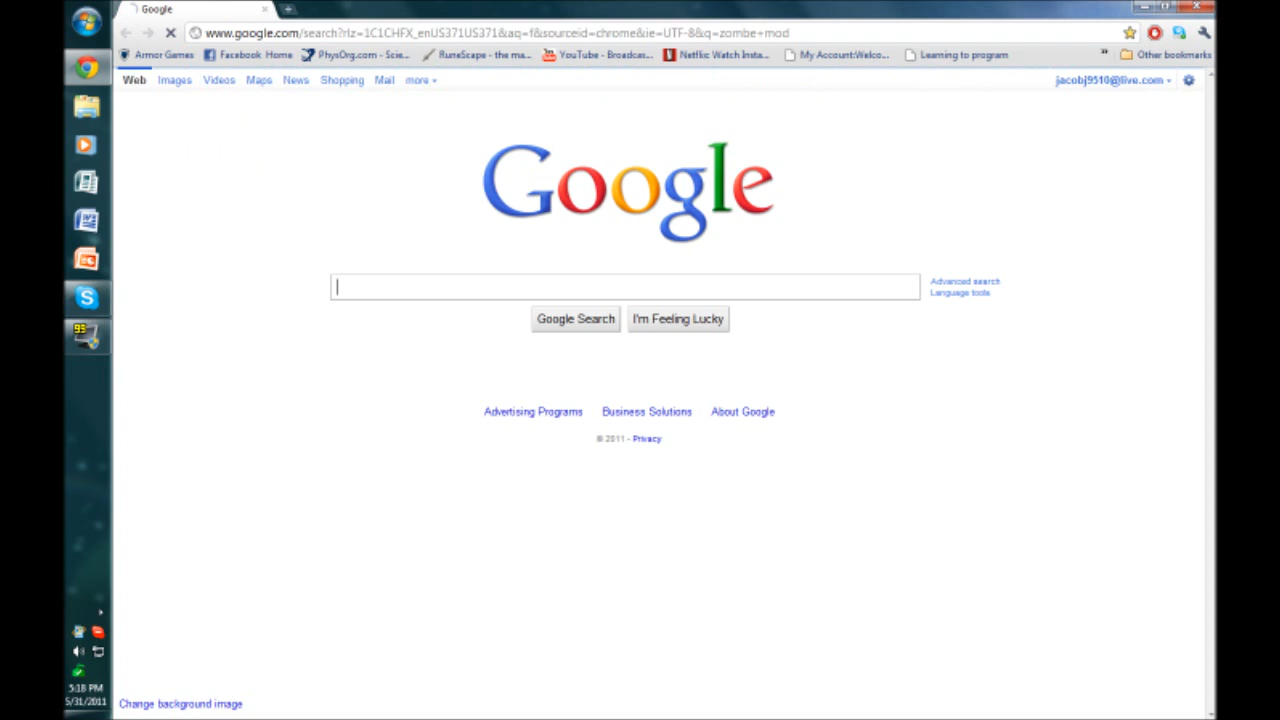 Google
www.google.com/search?rlz=1C1CHFX_enUS371US371&aq=f&sourceid=chrome&ie=UTF-8&q=zombe+mod
Armor Games Facebook Home PhysOrg.com - Scie... RuneScape - the ma... YouTube - Broadcas... Netflix Watch Insta... My Account:Welco... Learning to program » Other bookmarks
Web Images Videos Maps News Shopping Mail more jacobj9510@live.com
Google
Advanced search
Language tools
Google Search I'm Feeling Lucky
Advertising Programs Business Solutions About Google
© 2011 - Privacy
93
5:18 PM
5/31/2011
Change background image